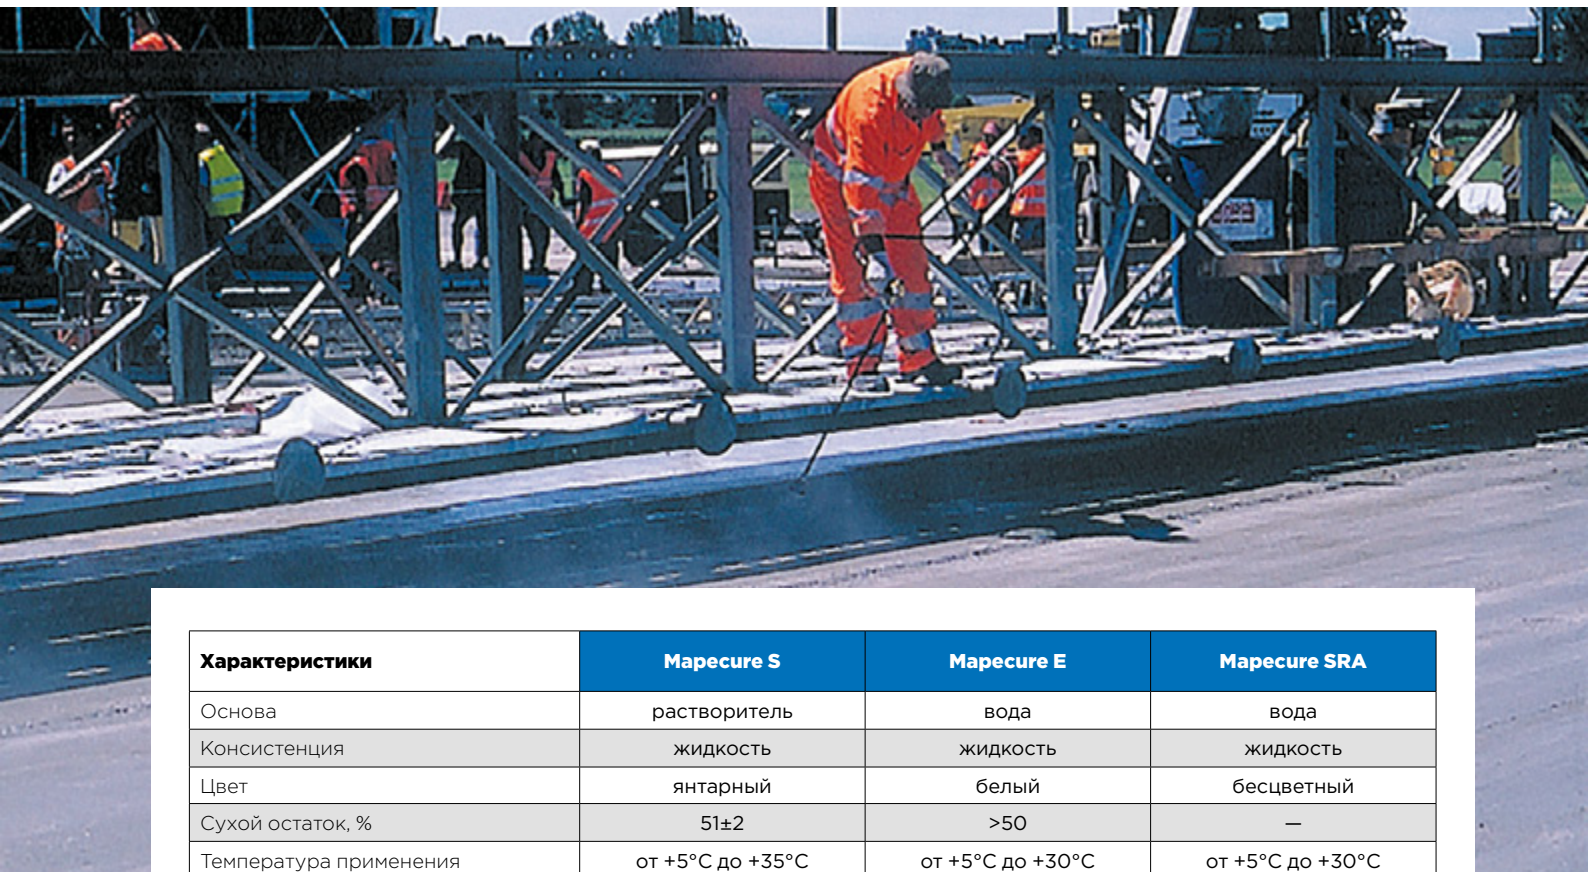 Характеристики Mapecure S Mapecure E Mapecure SRA
Основа растворитель вода вода
Консистенция жидкость жидкость жидкость
Цвет янтарный белый бесцветный
Сухой остаток, % 51±2 >50 —
Температура применения от +5°C до +35°C от +5°C до +30°C от +5°C до +30°C